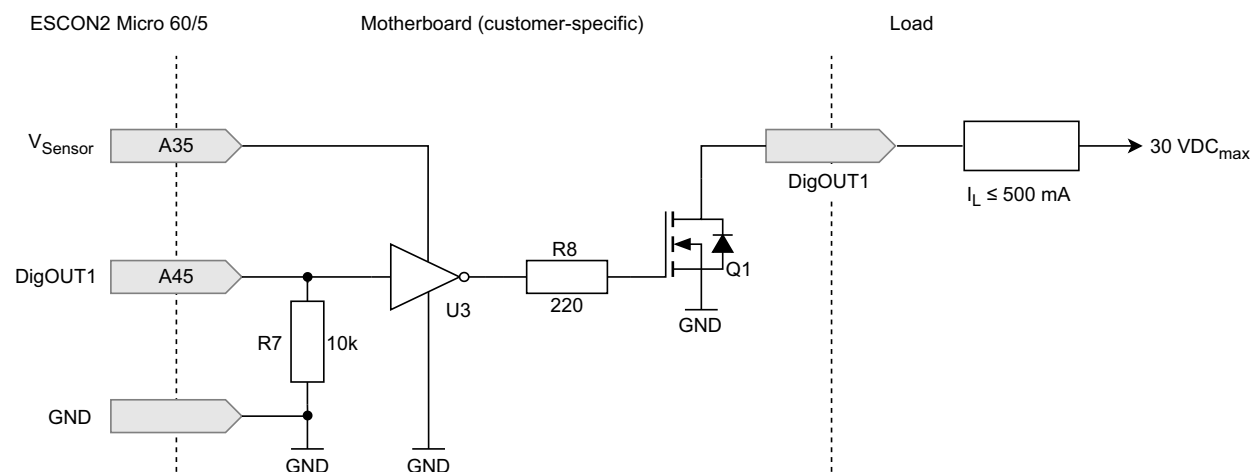 ESCON2 Micro 60/5
Motherboard (customer-specific)
Load
VSensor
A35
30 VDCmax
DigOUT1
IL ≤ 500 mA
DigOUT1
A45
R8
220
U3
Q1
GND
R7
10k
GND
GND
GND